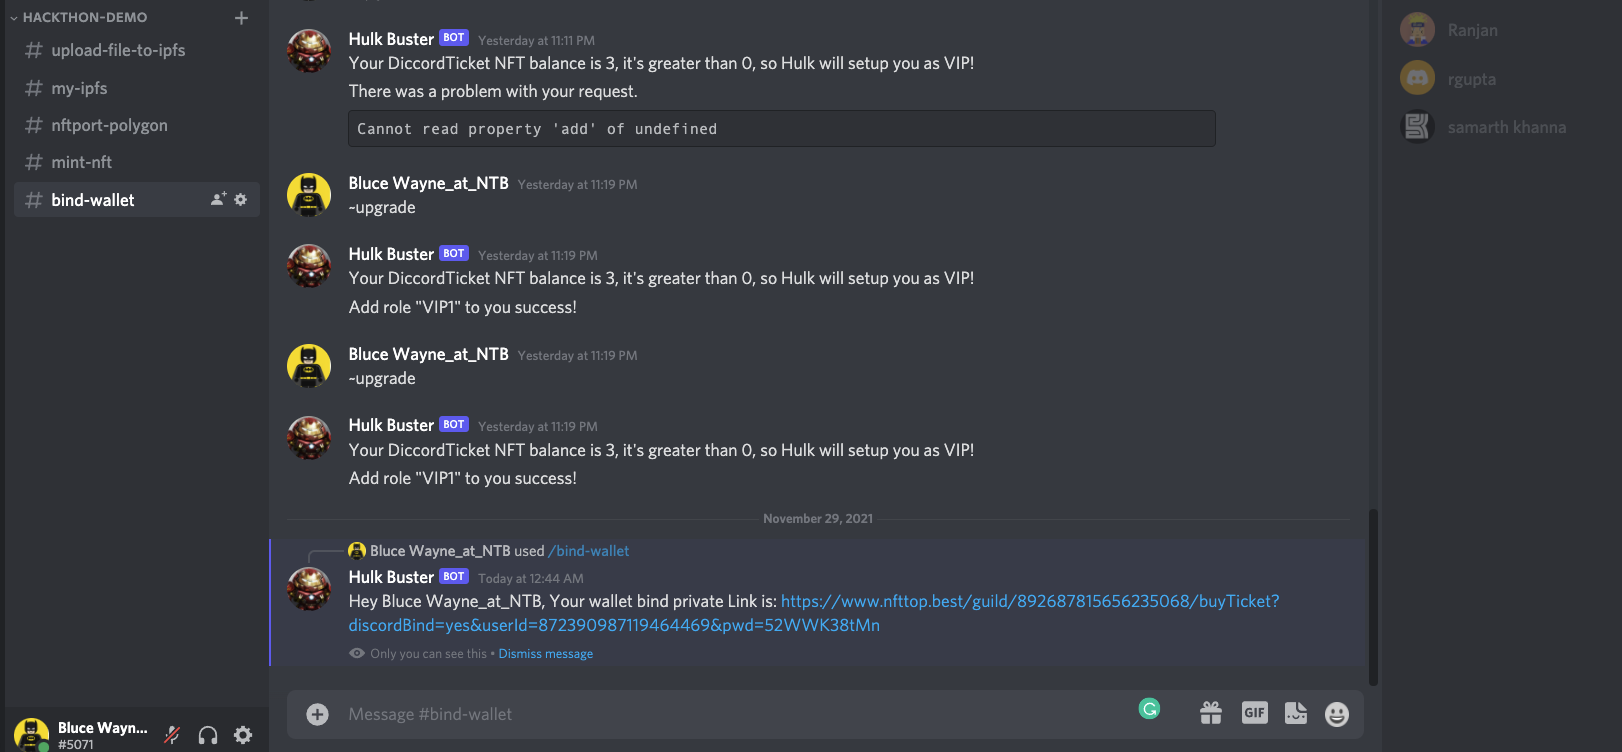 HACKTHON-DEMO
# upload-file-to-ipfs
# my-ipfs
# nftport-polygon
# mint-nft
# bind-wallet
Bluce Wayn...
#5071
Hulk Buster BOT Yesterday at 11:11 PM
Your DiccordTicket NFT balance is 3, it's greater than 0, so Hulk will setup you as VIP!
There was a problem with your request.
Cannot read property 'add' of undefined
Bluce Wayne_at_NTB Yesterday at 11:19 PM
~upgrade
Hulk Buster BOT Yesterday at 11:19 PM
Your DiccordTicket NFT balance is 3, it's greater than 0, so Hulk will setup you as VIP!
Add role "VIP1" to you success!
Bluce Wayne_at_NTB Yesterday at 11:19 PM
~upgrade
Hulk Buster BOT Yesterday at 11:19 PM
Your DiccordTicket NFT balance is 3, it's greater than 0, so Hulk will setup you as VIP!
Add role "VIP1" to you success!
November 29, 2021
Bluce Wayne_at_NTB used /bind-wallet
Hulk Buster BOT Today at 12:44 AM
Hey Bluce Wayne_at_NTB, Your wallet bind private Link is: https://www.nfttop.best/guild/892687815656235068/buyTicket?
discordBind=yes&userId=872390987119464469&pwd=52WWK38tMn
Only you can see this • Dismiss message
Message #bind-wallet
GIF
Ranjan
rgupta
samarth khanna